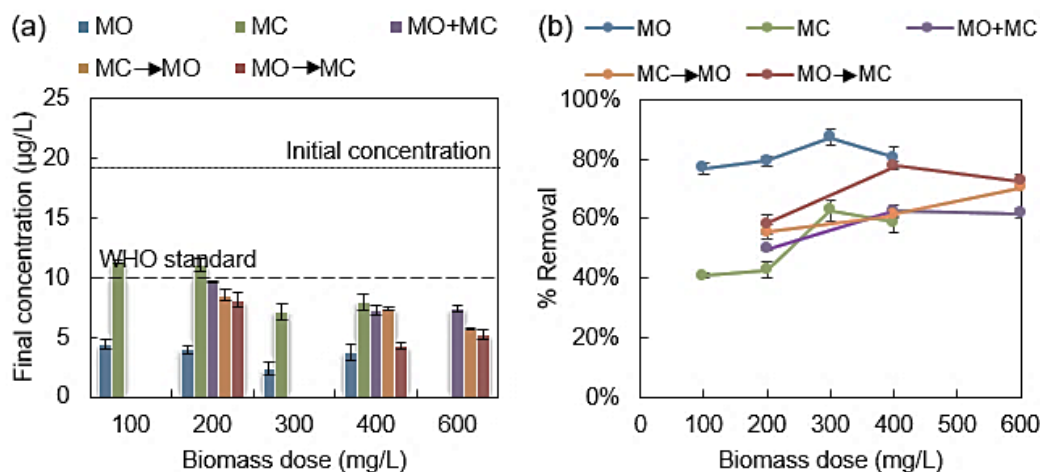 (a) MO MC MO+MC
MC→MO MO→MC
25
20
15
10
5
0
Final concentration (µg/L)
Initial concentration
WHO standard
100 200 300 400 600
Biomass dose (mg/L)
(b) MO MC MO+MC
MC→MO MO→MC
100%
80%
60%
40%
20%
0%
% Removal
0 100 200 300 400 500 600
Biomass dose (mg/L)